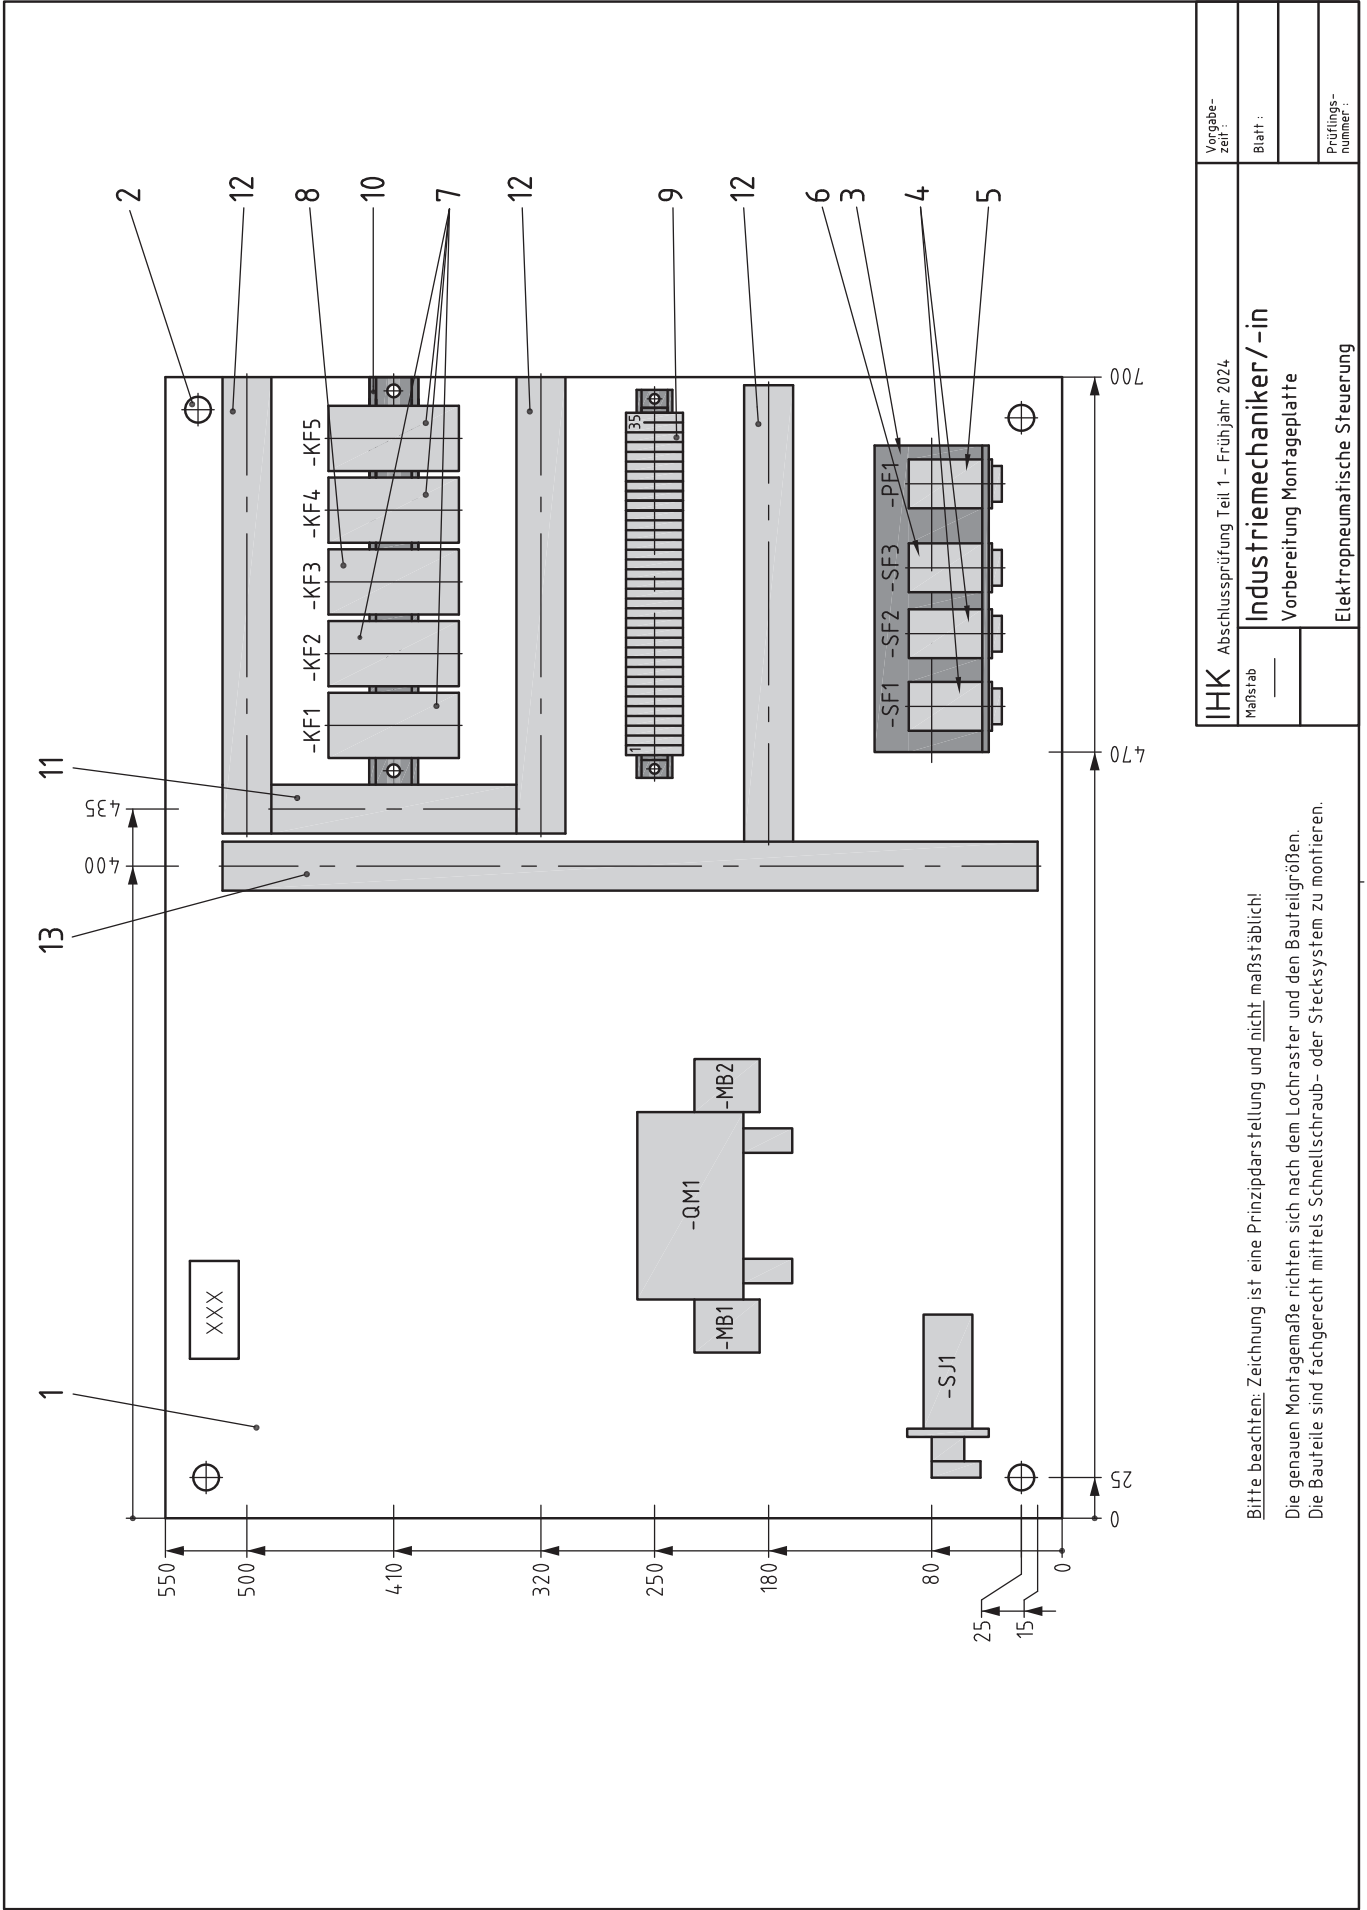 13
11
400
435
1
2
12
8
10
7
12
9
12
6
3
4
5
XXX
-KF1
-KF2
-KF3
-KF4
-KF5
1
35
-MB1
-QM1
-MB2
-SJ1
-SF1
-SF2
-SF3
-PF1
550
500
410
320
250
180
80
0
25
15
0
25
470
700
Bitte beachten: Zeichnung ist eine Prinzipdarstellung und nicht maßstäblich!
Die genauen Montagemaße richten sich nach dem Lochraster und den Bauteilgrößen.
Die Bauteile sind fachgerecht mittels Schnellschraub- oder Stecksystem zu montieren.
IHK Abschlussprüfung Teil 1 - Frühjahr 2024
Maßstab
Industriemechaniker/-in
Vorbereitung Montageplatte
Elektropneumatische Steuerung
Vorgabe-
zeit :
Blatt :
Prüflings-
nummer :